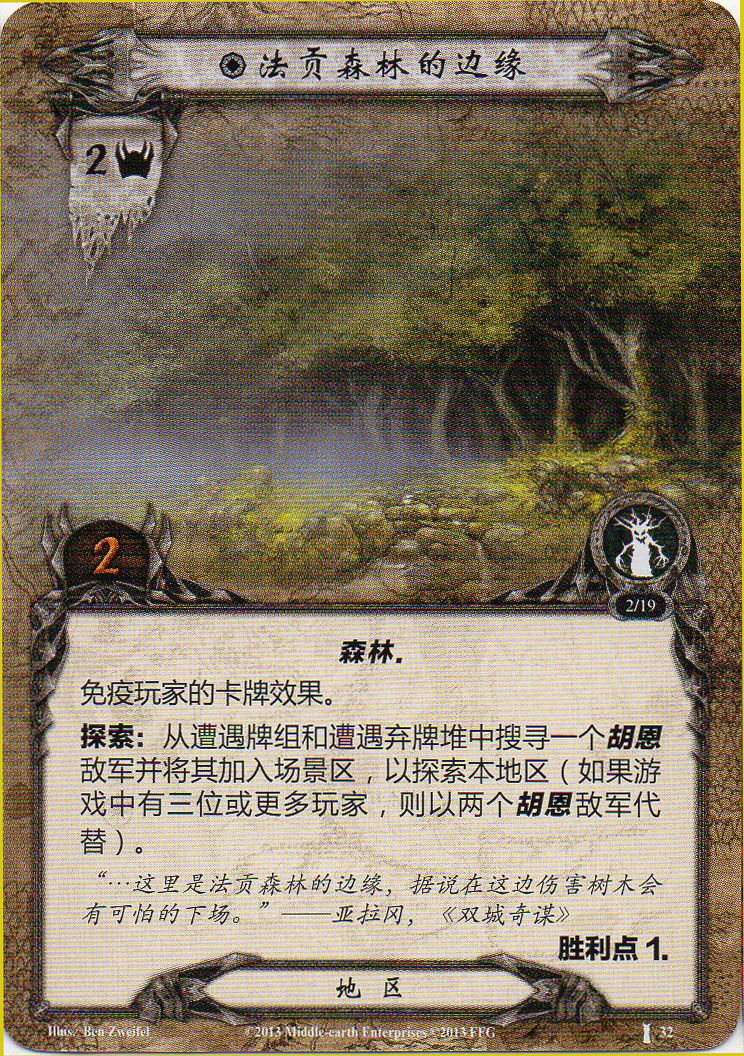 法贡森林的边缘
2
2
2/19
森林.
免疫玩家的卡牌效果。
探索：从遭遇牌组和遭遇弃牌堆中搜寻一个胡恩
敌军并将其加入场景区，以探索本地区（如果游
戏中有三位或更多玩家，则以两个胡恩敌军代
替）。
“…这里是法贡森林的边缘，据说在这边伤害树木会
有可怕的下场。”——亚拉冈，《双城奇谋》
胜利点 1.
地区
Illus. Ben Zweifel ©2013 Middle-earth Enterprises ©2013 FFG 32